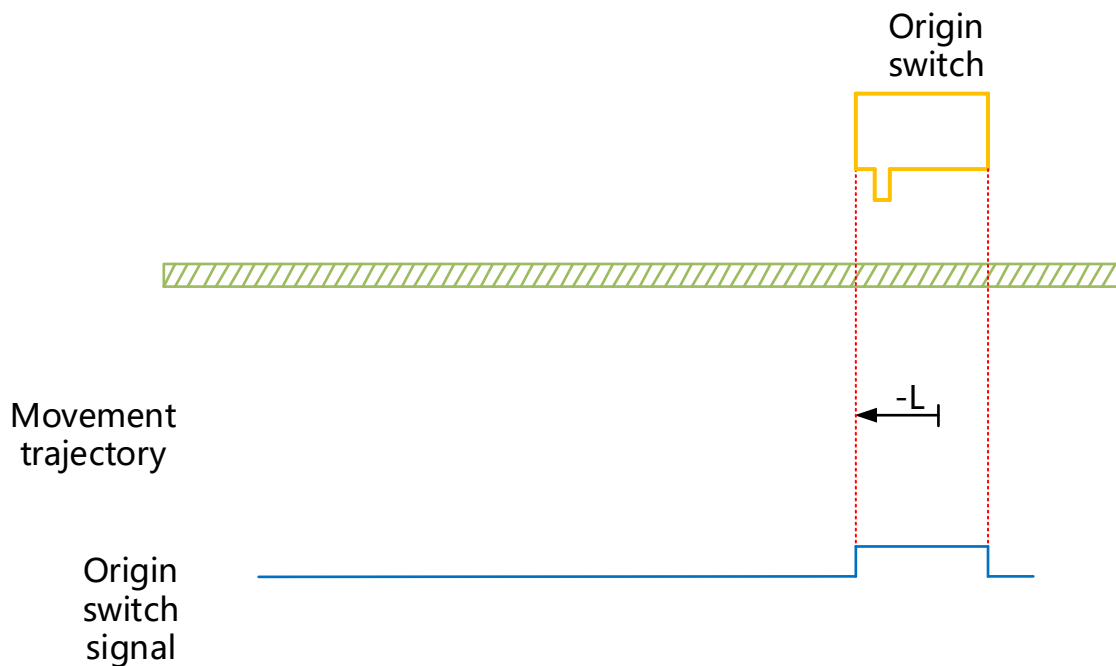 Origin
switch
-L
Movement
trajectory
Origin
switch
signal